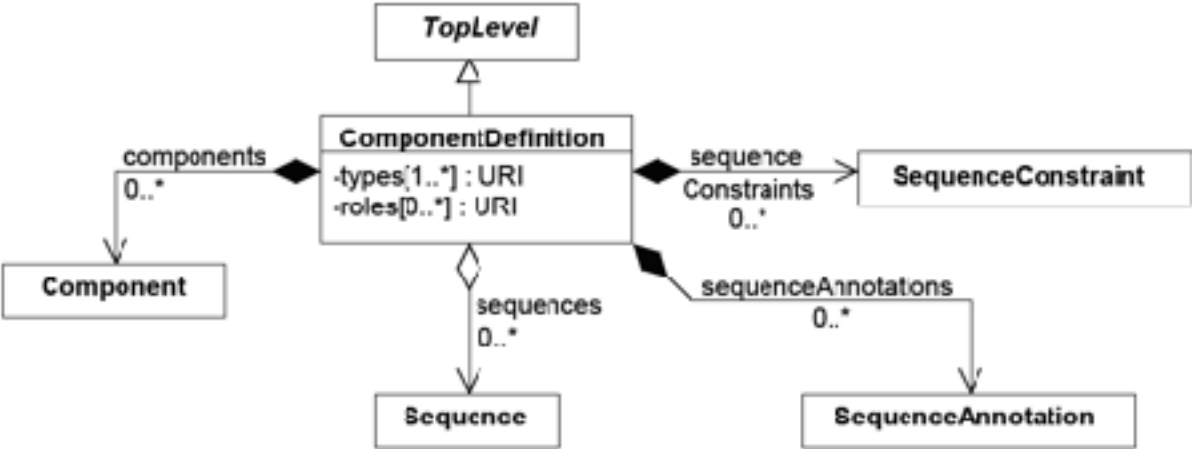 TopLevel
ComponentDefinition
-types[1..*] : URI
-roles[0..*] : URI
components
0..*
Component
sequence
Constraints
0..*
SequenceConstraint
sequences
0..*
Sequence
sequenceAnnotations
0..*
SequenceAnnotation